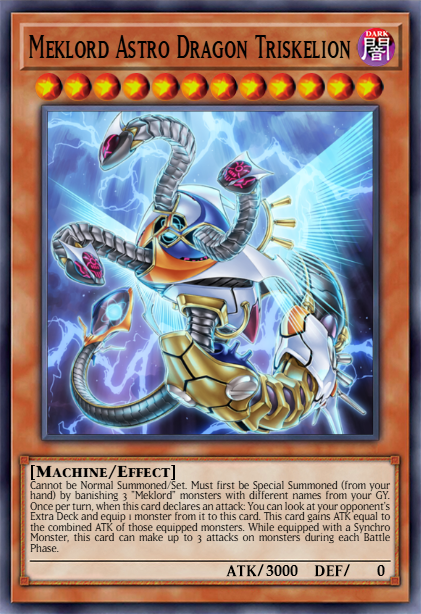 MEKLORD ASTRO DRAGON TRISKELION
DARK
闇
[MACHINE/EFFECT]
Cannot be Normal Summoned/Set. Must first be Special Summoned (from your
hand) by banishing 3 "Meklord" monsters with different names from your GY.
Once per turn, when this card declares an attack: You can look at your opponent's
Extra Deck and equip 1 monster from it to this card. This card gains ATK equal to
the combined ATK of those equipped monsters. While equipped with a Synchro
Monster, this card can make up to 3 attacks on monsters during each Battle
Phase.
ATK/3000 DEF/ 0